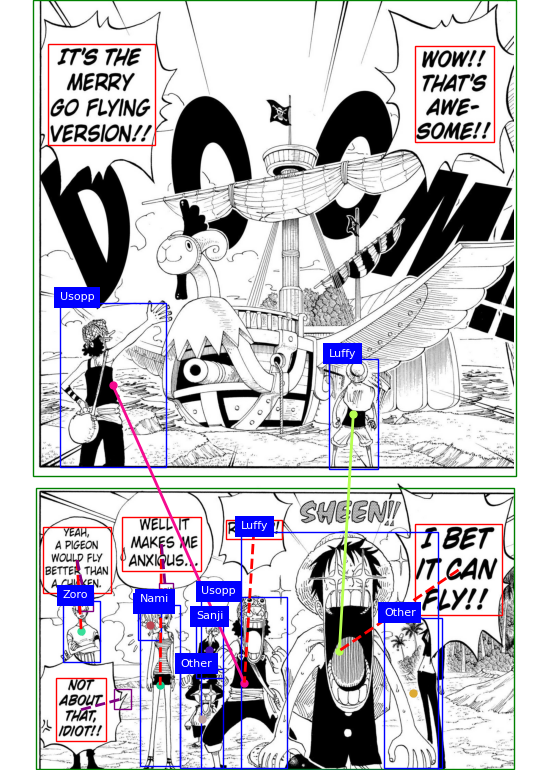 WOW!!
THAT'S
AWE-
SOME!!
IT'S THE
MERRY
GO FLYING
VERSION!!
DOOM!!
Usopp
Luffy
I BET
IT CAN
FLY!!
SHEEN!!
WELL IT
MAKES ME
ANXIOUS...
YEAH,
A PIGEON
WOULD FLY
BETTER THAN
A CHICKEN.
NOT
ABOUT
THAT,
IDIOT!!
Luffy
Usopp
Zoro
Nami
Sanji
Other
Other